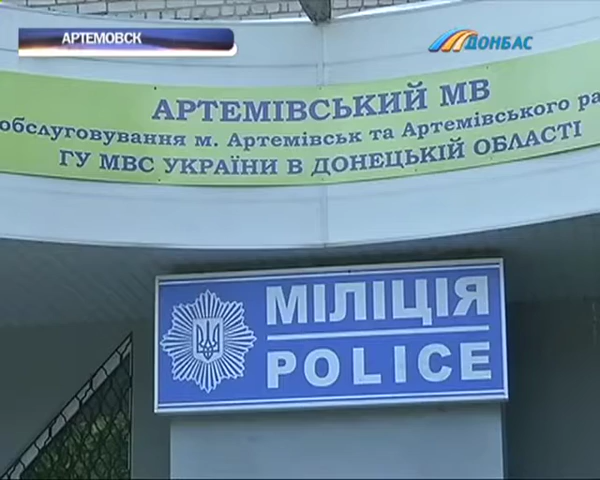 АРТЕМОВСК
ДОНБАС
АРТЕМІВСЬКИЙ МВ
обслуговування м. Артемівськ та Артемівського ра
ГУ МВС УКРАЇНИ В ДОНЕЦЬКІЙ ОБЛАСТІ
МІЛІЦІЯ
POLICE